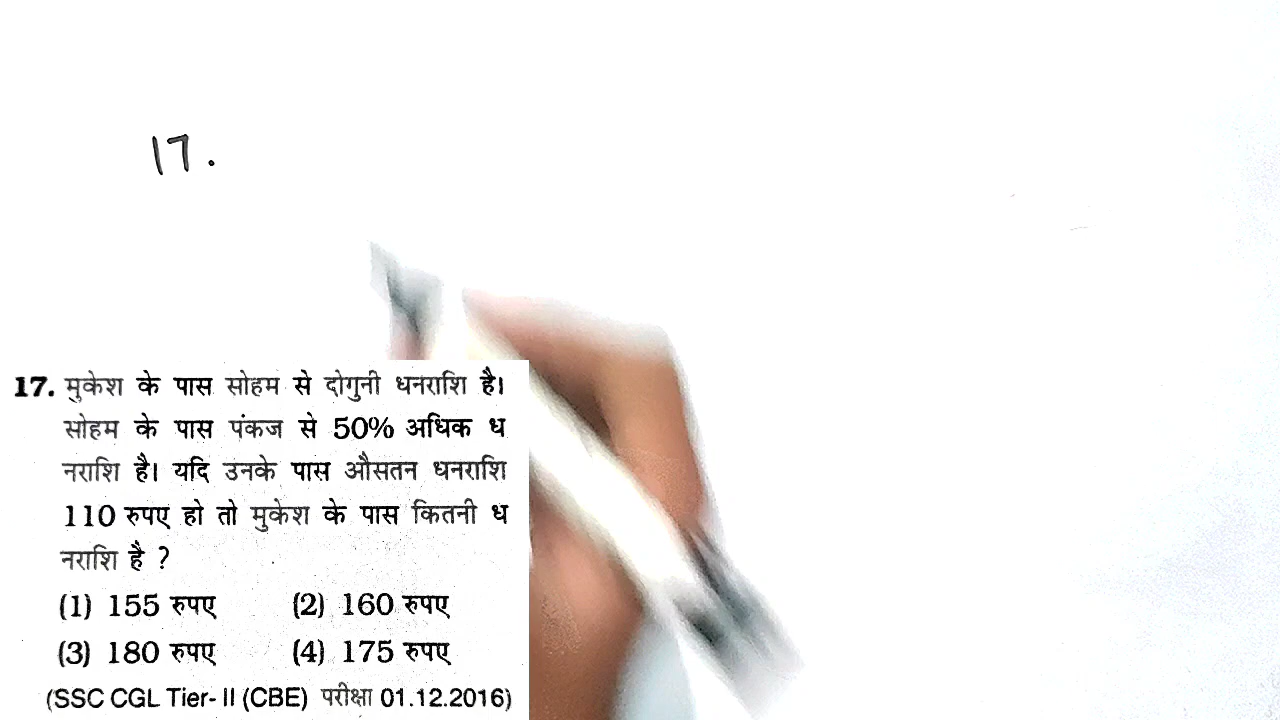 17.
17. मुकेश के पास सोहम से दोगुनी धनराशि है।
सोहम के पास पंकज से 50% अधिक ध
नराशि है। यदि उनके पास औसतन धनराशि
110 रुपए हो तो मुकेश के पास कितनी ध
नराशि है ?
(1) 155 रुपए (2) 160 रुपए
(3) 180 रुपए (4) 175 रुपए
(SSC CGL Tier- II (CBE) परीक्षा 01.12.2016)